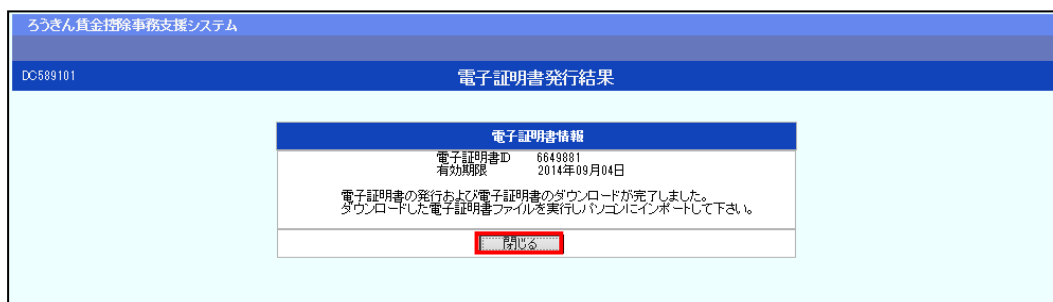 ろうきん賃金控除事務支援システム
DC589101
電子証明書発行結果
電子証明書情報
電子証明書ID 6649881
有効期限 2014年09月04日
電子証明書の発行および電子証明書のダウンロードが完了しました。
ダウンロードした電子証明書ファイルを実行しパソコンにインポートして下さい。
閉じる